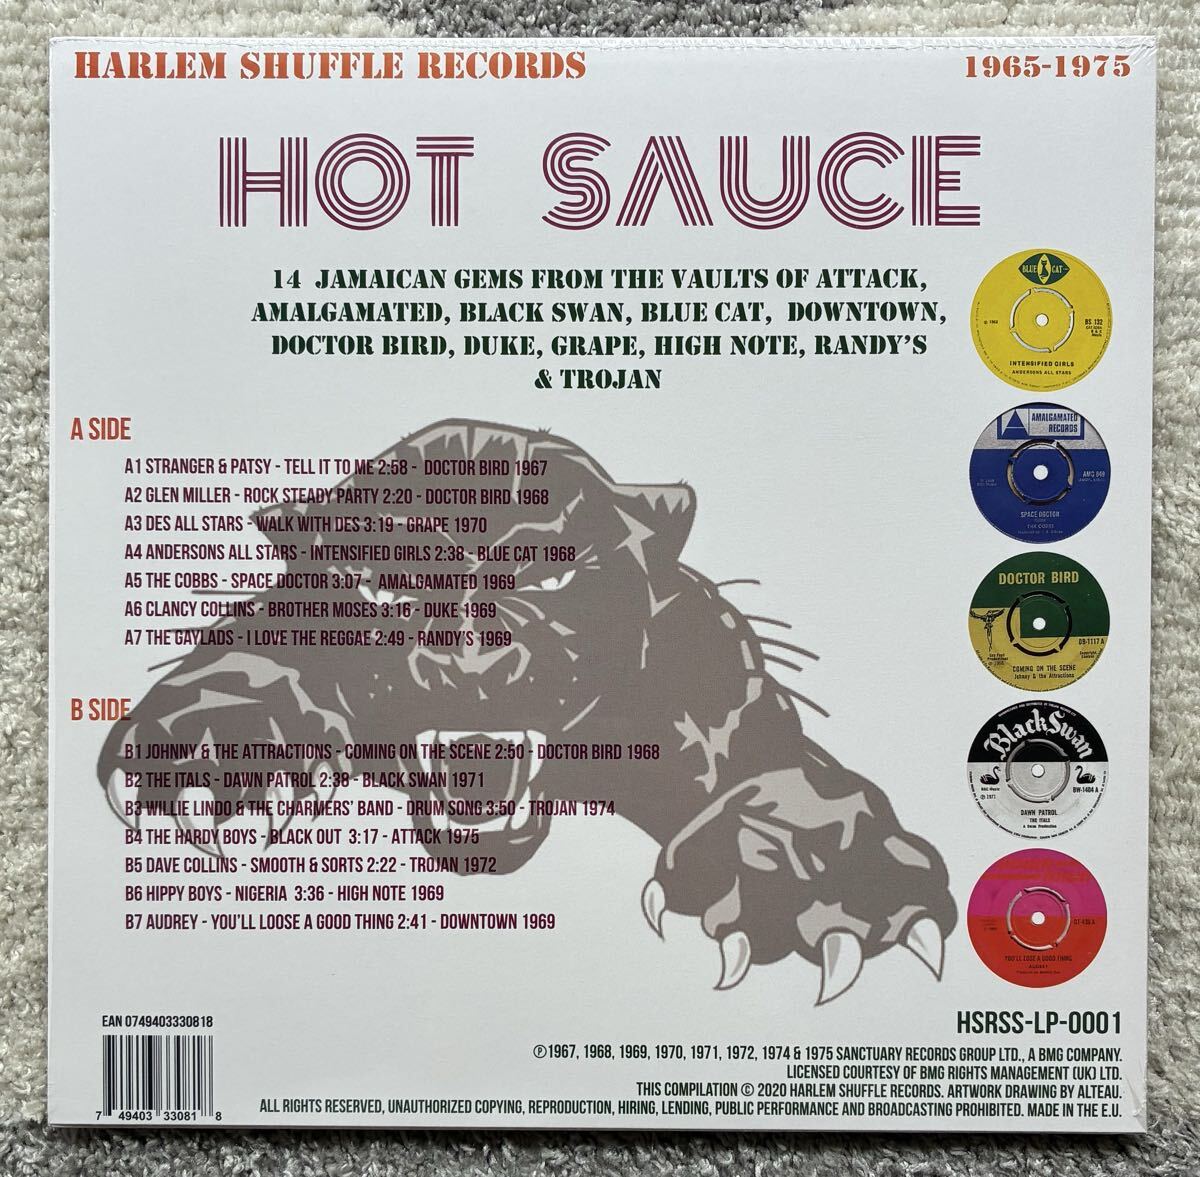 HARLEM SHUFFLE RECORDS
1965-1975
HOT SAUCE
14 JAMAICAN GEMS FROM THE VAULTS OF ATTACK,
AMALGAMATED, BLACK SWAN, BLUE CAT, DOWNTOWN,
DOCTOR BIRD, DUKE, GRAPE, HIGH NOTE, RANDY'S
& TROJAN
A SIDE
A1 STRANGER & PATSY - TELL IT TO ME 2:58 - DOCTOR BIRD 1967
A2 GLEN MILLER - ROCK STEADY PARTY 2:20 - DOCTOR BIRD 1968
A3 DES ALL STARS - WALK WITH DES 3:19 - GRAPE 1970
A4 ANDERSONS ALL STARS - INTENSIFIED GIRLS 2:38 - BLUE CAT 1968
A5 THE COBBS - SPACE DOCTOR 3:07 - AMALGAMATED 1969
A6 CLANCY COLLINS - BROTHER MOSES 3:16 - DUKE 1969
A7 THE GAYLADS - I LOVE THE REGGAE 2:49 - RANDY'S 1969
B SIDE
B1 JOHNNY & THE ATTRACTIONS - COMING ON THE SCENE 2:50 - DOCTOR BIRD 1968
B2 THE ITALS - DAWN PATROL 2:38 - BLACK SWAN 1971
B3 WILLIE LINDO & THE CHARMERS' BAND - DRUM SONG 3:50 - TROJAN 1974
B4 THE HARDY BOYS - BLACK OUT 3:17 - ATTACK 1975
B5 DAVE COLLINS - SMOOTH & SORTS 2:22 - TROJAN 1972
B6 HIPPY BOYS - NIGERIA 3:36 - HIGH NOTE 1969
B7 AUDREY - YOU'LL LOOSE A GOOD THING 2:41 - DOWNTOWN 1969
BLUE CAT
BS 132
INTENSIFIED GIRLS
ANDERSONS ALL STARS
AMALGAMATED
RECORDS
AMG 849
SPACE DOCTOR
THE COBBS
DOCTOR BIRD
DB-1117 A
COMING ON THE SCENE
Johnny & the Attractions
Black Swan
BW-1404 A
DAWN PATROL
THE ITALS
YOU'LL LOSE A GOOD THING
AUDREY
EAN 0749403330818
7 49403 33081 8
HSRSS-LP-0001
℗1967, 1968, 1969, 1970, 1971, 1972, 1974 & 1975 SANCTUARY RECORDS GROUP LTD., A BMG COMPANY.
LICENSED COURTESY OF BMG RIGHTS MANAGEMENT (UK) LTD.
THIS COMPILATION © 2020 HARLEM SHUFFLE RECORDS. ARTWORK DRAWING BY ALTEAU.
ALL RIGHTS RESERVED, UNAUTHORIZED COPYING, REPRODUCTION, HIRING, LENDING, PUBLIC PERFORMANCE AND BROADCASTING PROHIBITED. MADE IN THE E.U.